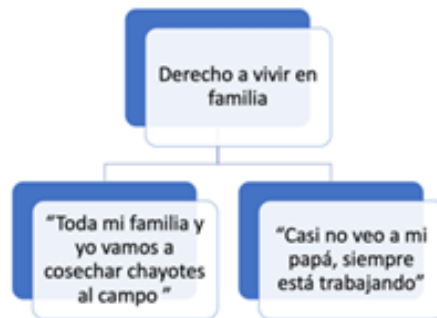 Derecho a vivir en
familia
“Toda mi familia y
yo vamos a
cosechar chayotes
al campo ”
“Casi no veo a mi
papá, siempre
está trabajando”